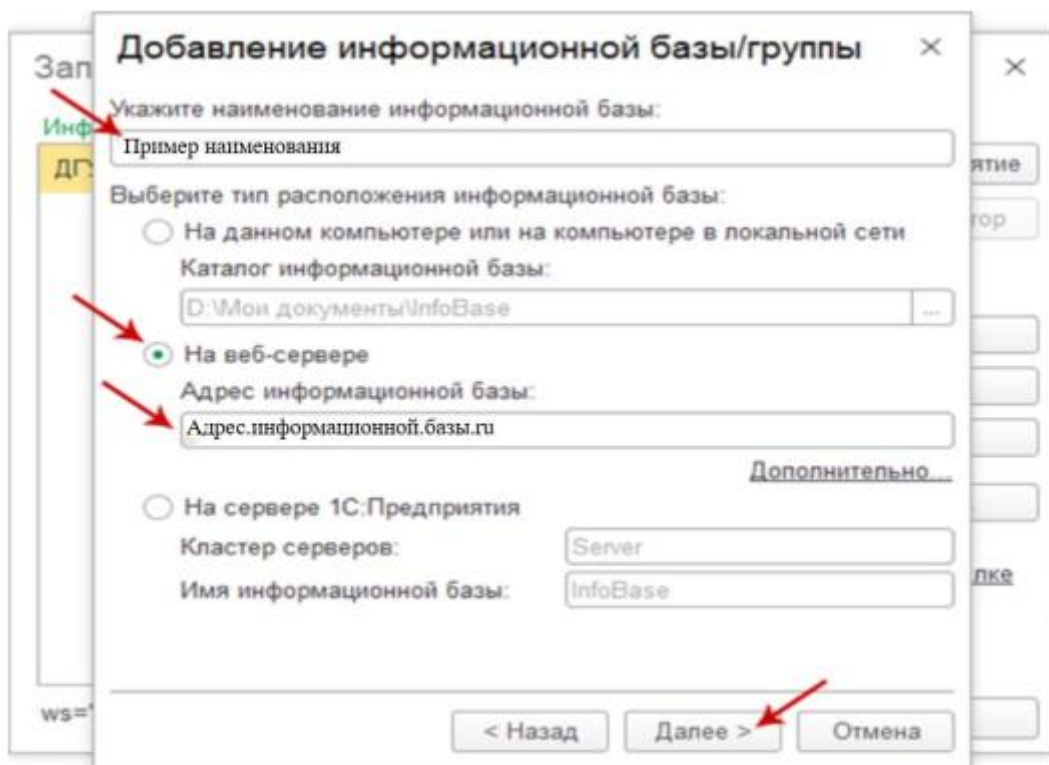 Добавление информационной базы/группы
Зап
Укажите наименование информационной базы:
Инф
Пример наименования
ДГ
ятие
Выберите тип расположения информационной базы:
тор
На данном компьютере или на компьютере в локальной сети
Каталог информационной базы:
D:\Мои документы\InfoBase
...
На веб-сервере
Адрес информационной базы:
Адрес.информационной.базы.ru
Дополнительно...
На сервере 1С:Предприятия
Кластер серверов:
Server
Имя информационной базы:
InfoBase
лке
ws="
< Назад
Далее >
Отмена